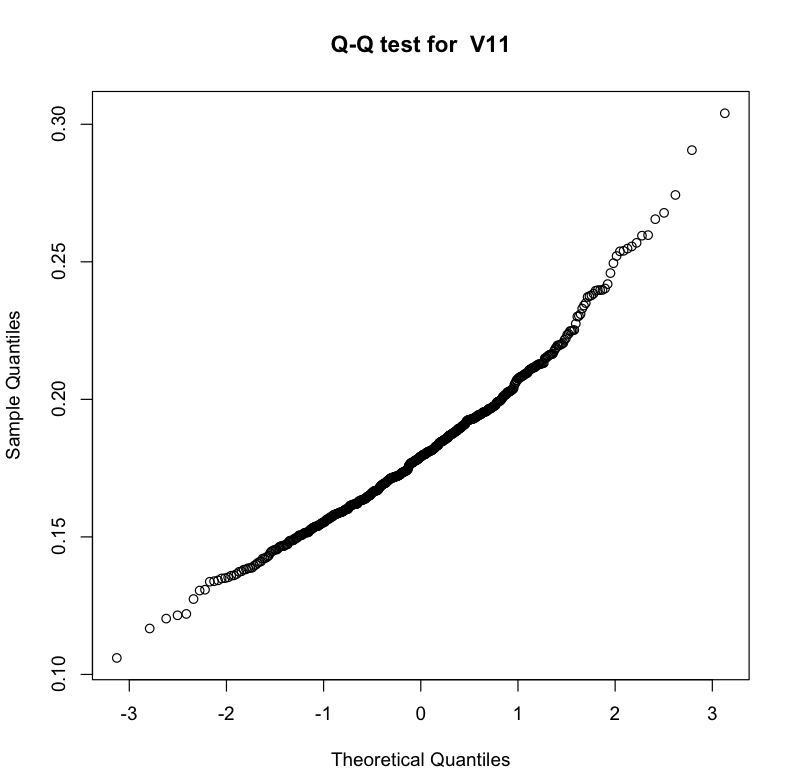 Q-Q test for  V11
Sample Quantiles
0.30
0.25
0.20
0.15
0.10
-3 -2 -1 0 1 2 3
Theoretical Quantiles